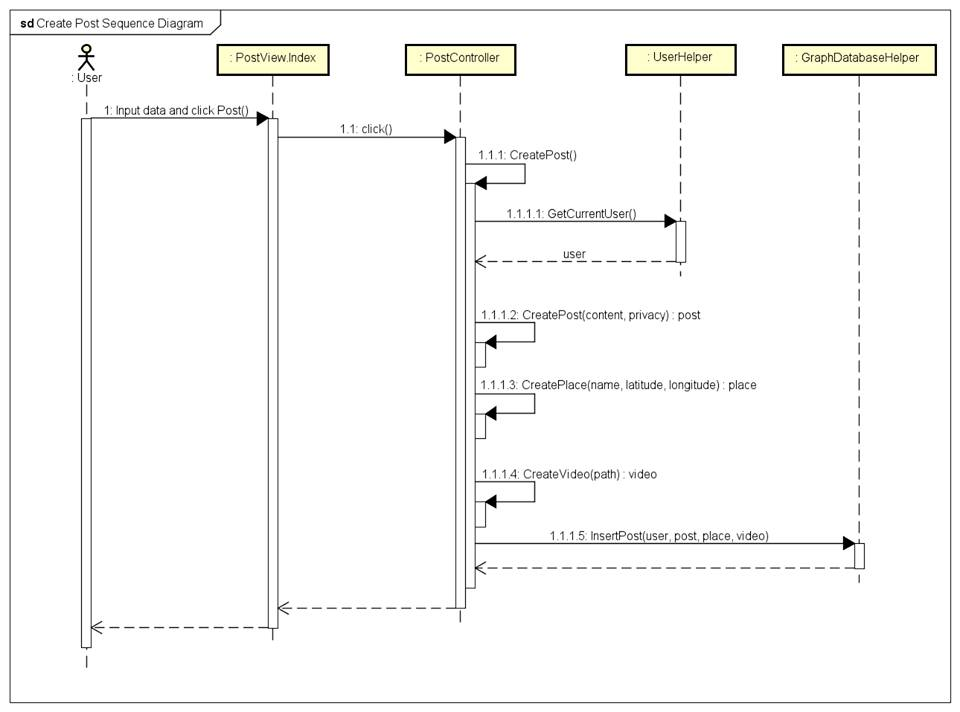 sd Create Post Sequence Diagram
: User
: PostView.Index
: PostController
: UserHelper
: GraphDatabaseHelper
1: Input data and click Post()
1.1: click()
1.1.1: CreatePost()
1.1.1.1: GetCurrentUser()
user
1.1.1.2: CreatePost(content, privacy) : post
1.1.1.3: CreatePlace(name, latitude, longitude) : place
1.1.1.4: CreateVideo(path) : video
1.1.1.5: InsertPost(user, post, place, video)